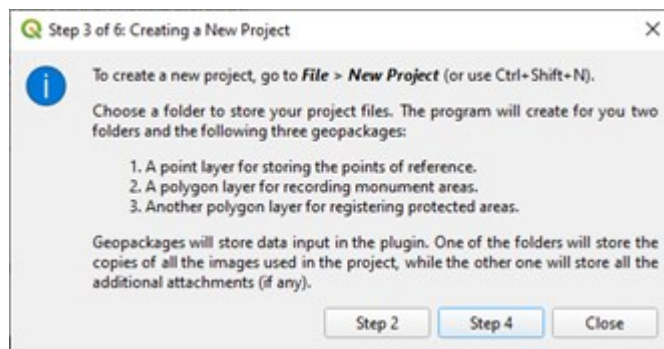 Step 3 of 6: Creating a New Project
To create a new project, go to File > New Project (or use Ctrl+Shift+N).
Choose a folder to store your project files. The program will create for you two
folders and the following three geopackages:
1. A point layer for storing the points of reference.
2. A polygon layer for recording monument areas.
3. Another polygon layer for registering protected areas.
Geopackages will store data input in the plugin. One of the folders will store the
copies of all the images used in the project, while the other one will store all the
additional attachments (if any).
Step 2 Step 4 Close